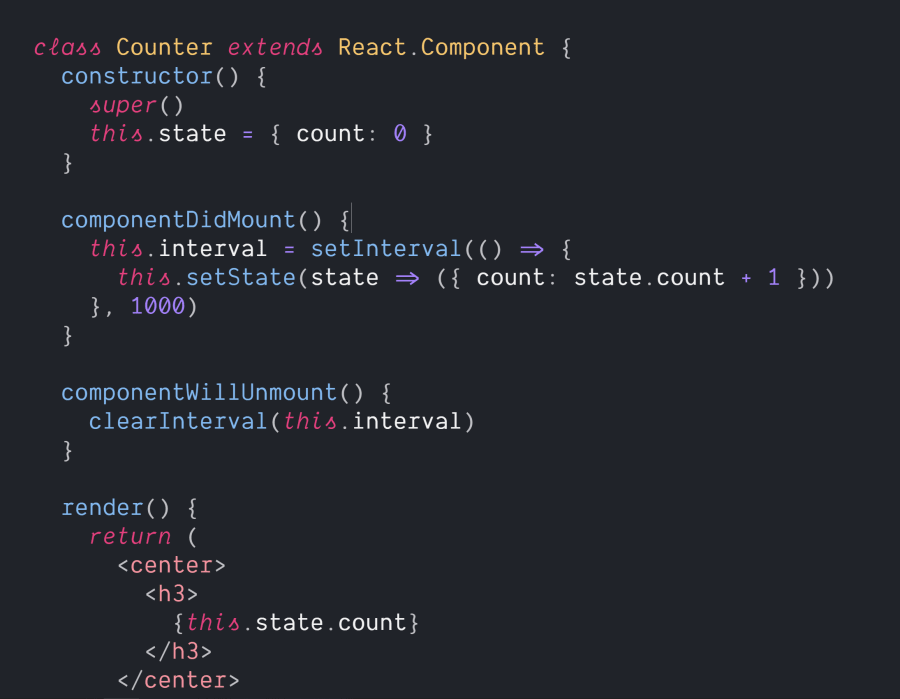 class Counter extends React.Component {
  constructor() {
    super()
    this.state = { count: 0 }
  }

  componentDidMount() {
    this.interval = setInterval(() => {
      this.setState(state => ({ count: state.count + 1 }))
    }, 1000)
  }

  componentWillUnmount() {
    clearInterval(this.interval)
  }

  render() {
    return (
      <center>
        <h3>
          {this.state.count}
        </h3>
      </center>